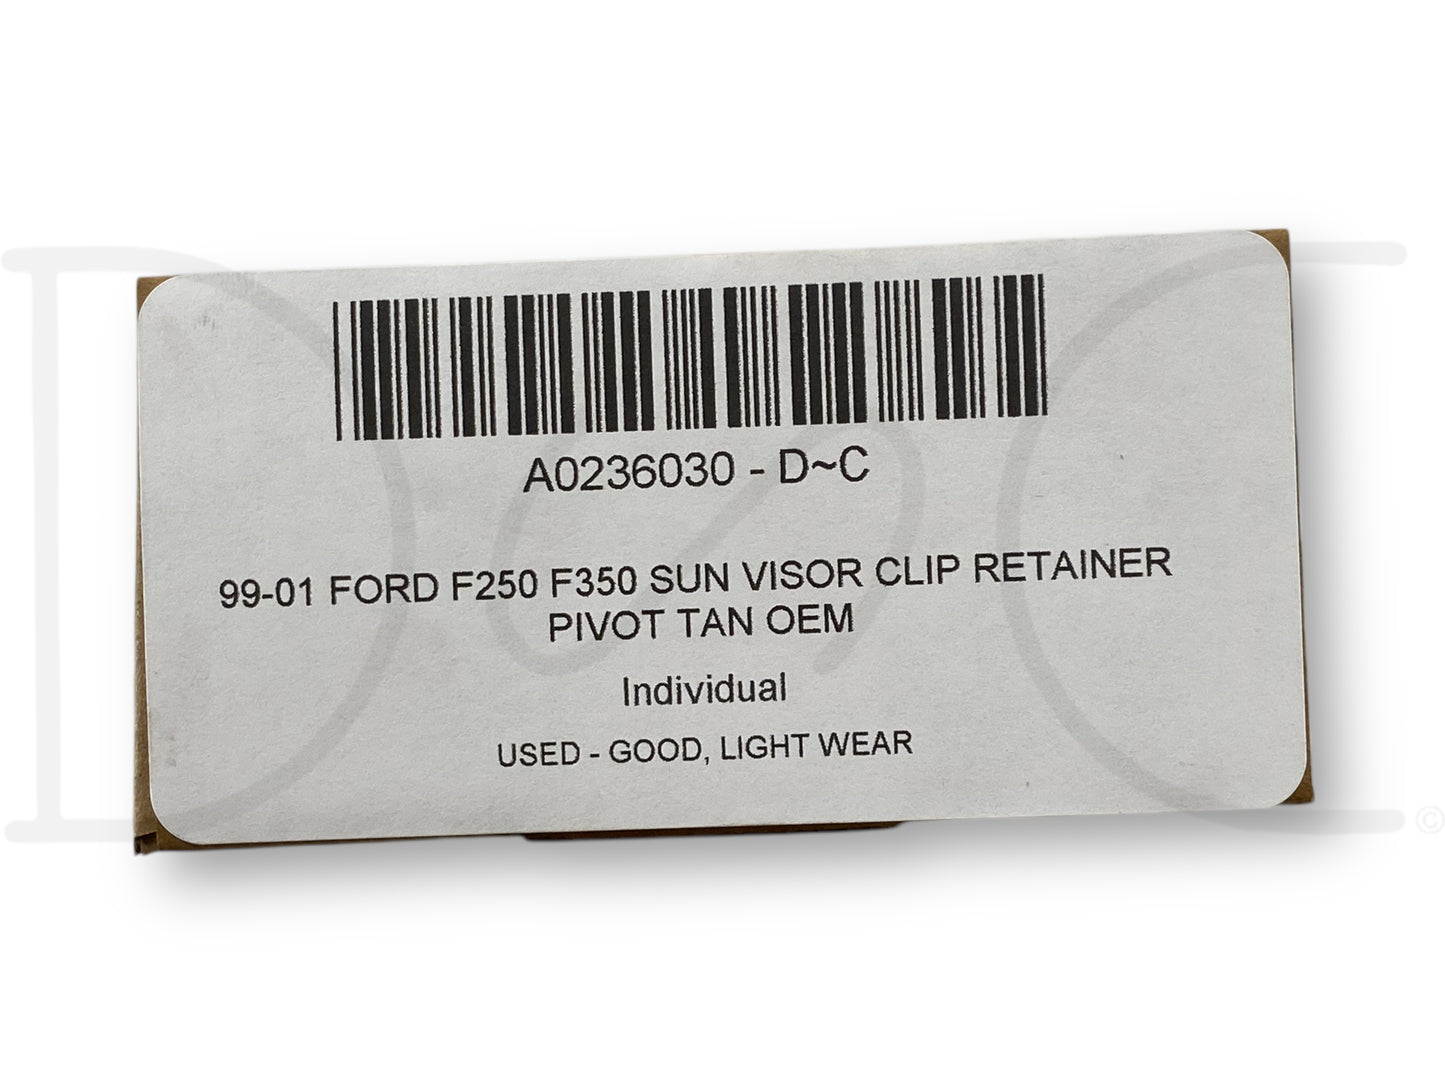 A0236030 - D~C
99-01 FORD F250 F350 SUN VISOR CLIP RETAINER
PIVOT TAN OEM
Individual
USED - GOOD, LIGHT WEAR
D~C
©